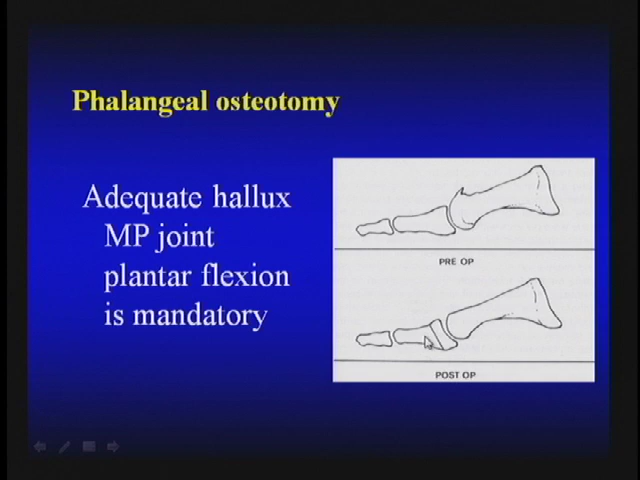 Phalangeal osteotomy
Adequate hallux
MP joint
plantar flexion
is mandatory
PRE OP
POST OP